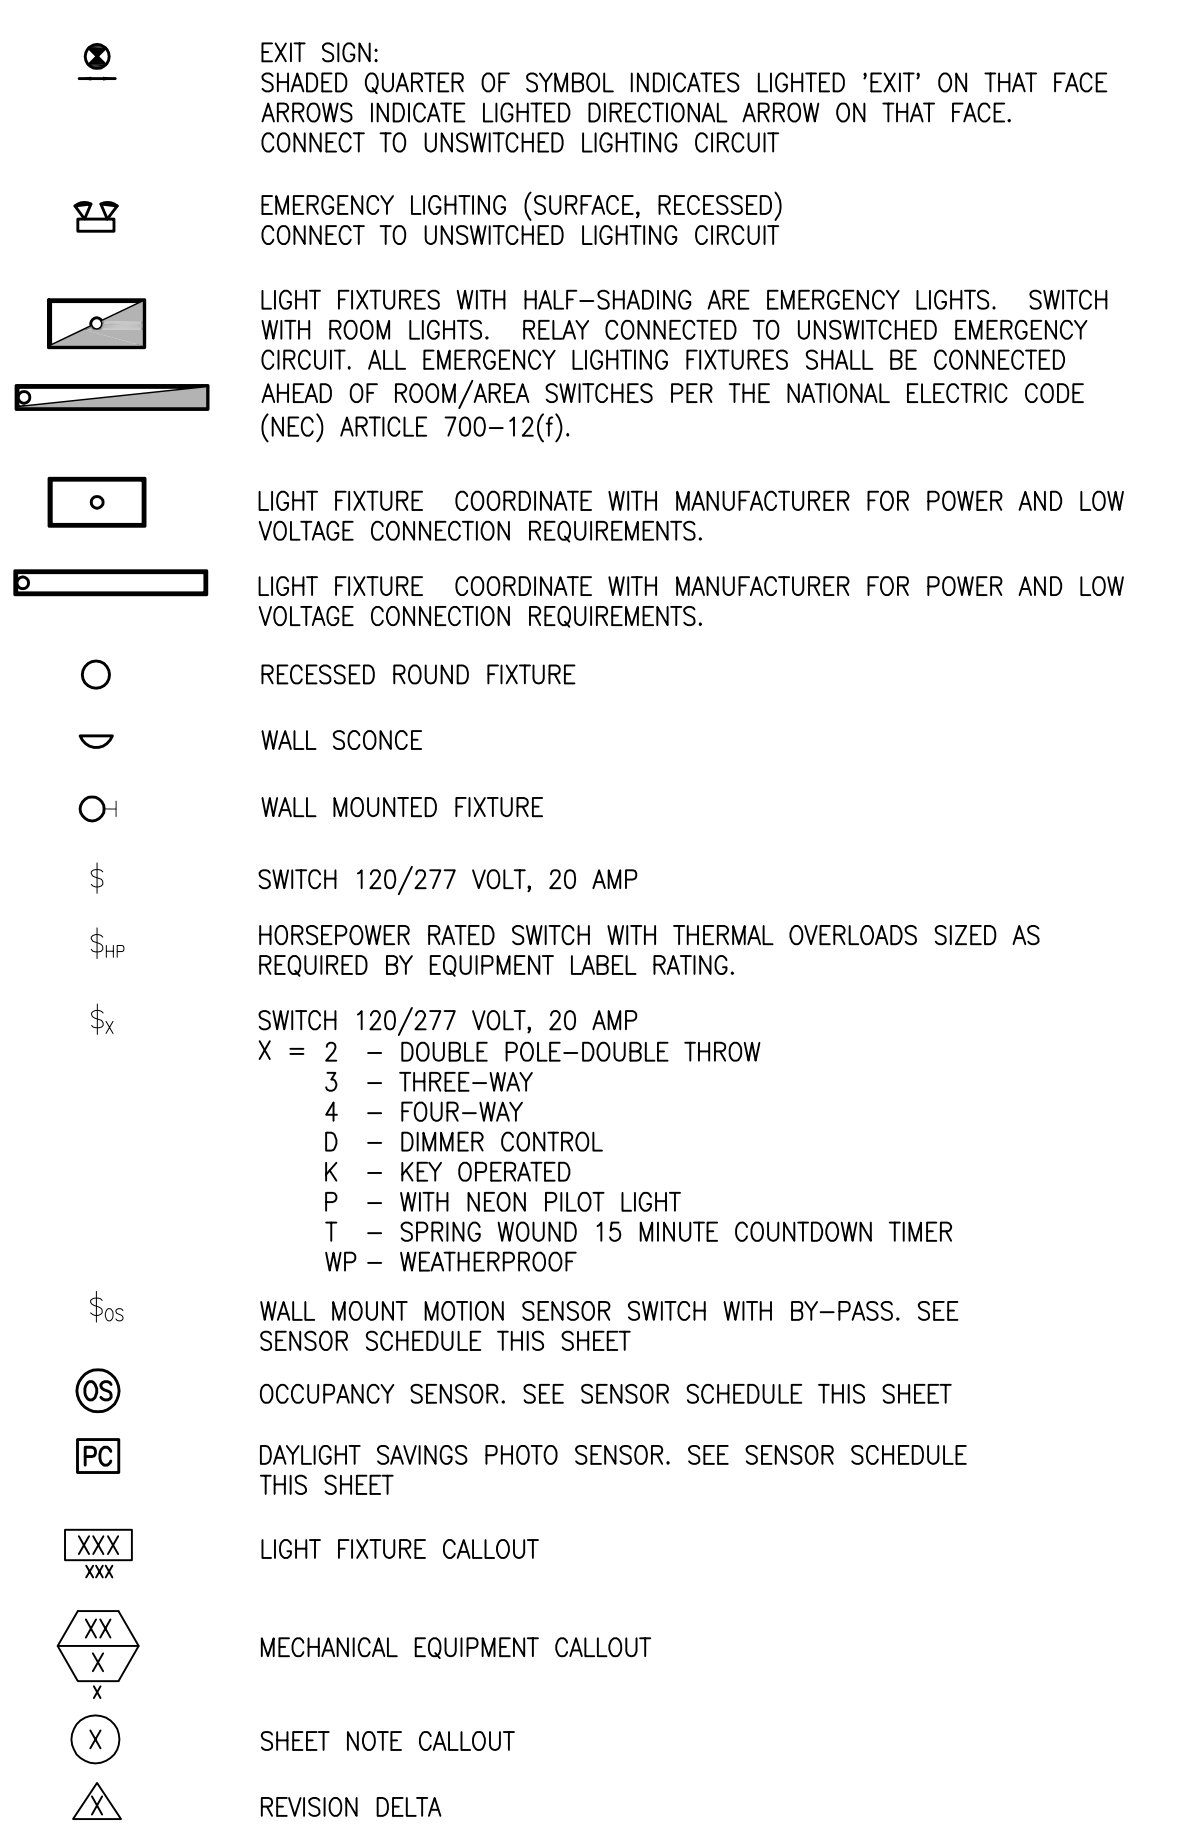 EXIT SIGN:
SHADED QUARTER OF SYMBOL INDICATES LIGHTED 'EXIT' ON THAT FACE
ARROWS INDICATE LIGHTED DIRECTIONAL ARROW ON THAT FACE.
CONNECT TO UNSWITCHED LIGHTING CIRCUIT
EMERGENCY LIGHTING (SURFACE, RECESSED)
CONNECT TO UNSWITCHED LIGHTING CIRCUIT
LIGHT FIXTURES WITH HALF-SHADING ARE EMERGENCY LIGHTS. SWITCH
WITH ROOM LIGHTS. RELAY CONNECTED TO UNSWITCHED EMERGENCY
CIRCUIT. ALL EMERGENCY LIGHTING FIXTURES SHALL BE CONNECTED
AHEAD OF ROOM/AREA SWITCHES PER THE NATIONAL ELECTRIC CODE
(NEC) ARTICLE 700-12(f).
LIGHT FIXTURE COORDINATE WITH MANUFACTURER FOR POWER AND LOW
VOLTAGE CONNECTION REQUIREMENTS.
LIGHT FIXTURE COORDINATE WITH MANUFACTURER FOR POWER AND LOW
VOLTAGE CONNECTION REQUIREMENTS.
RECESSED ROUND FIXTURE
WALL SCONCE
WALL MOUNTED FIXTURE
$ SWITCH 120/277 VOLT, 20 AMP
$HP HORSEPOWER RATED SWITCH WITH THERMAL OVERLOADS SIZED AS
REQUIRED BY EQUIPMENT LABEL RATING.
$X SWITCH 120/277 VOLT, 20 AMP
X = 2 - DOUBLE POLE-DOUBLE THROW
3 - THREE-WAY
4 - FOUR-WAY
D - DIMMER CONTROL
K - KEY OPERATED
P - WITH NEON PILOT LIGHT
T - SPRING WOUND 15 MINUTE COUNTDOWN TIMER
WP - WEATHERPROOF
$OS WALL MOUNT MOTION SENSOR SWITCH WITH BY-PASS. SEE
SENSOR SCHEDULE THIS SHEET
OS OCCUPANCY SENSOR. SEE SENSOR SCHEDULE THIS SHEET
PC DAYLIGHT SAVINGS PHOTO SENSOR. SEE SENSOR SCHEDULE
THIS SHEET
XXX LIGHT FIXTURE CALLOUT
XXX
XX
MECHANICAL EQUIPMENT CALLOUT
X
X
X SHEET NOTE CALLOUT
X REVISION DELTA